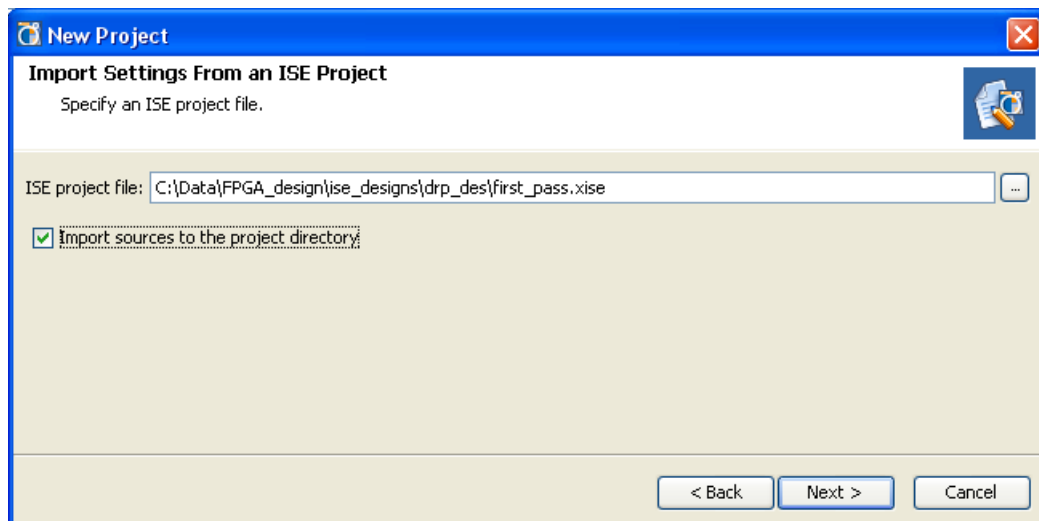 New Project
Import Settings From an ISE Project
Specify an ISE project file.
ISE project file: C:\Data\FPGA_design\ise_designs\drp_des\first_pass.xise ...
Import sources to the project directory
< Back Next > Cancel